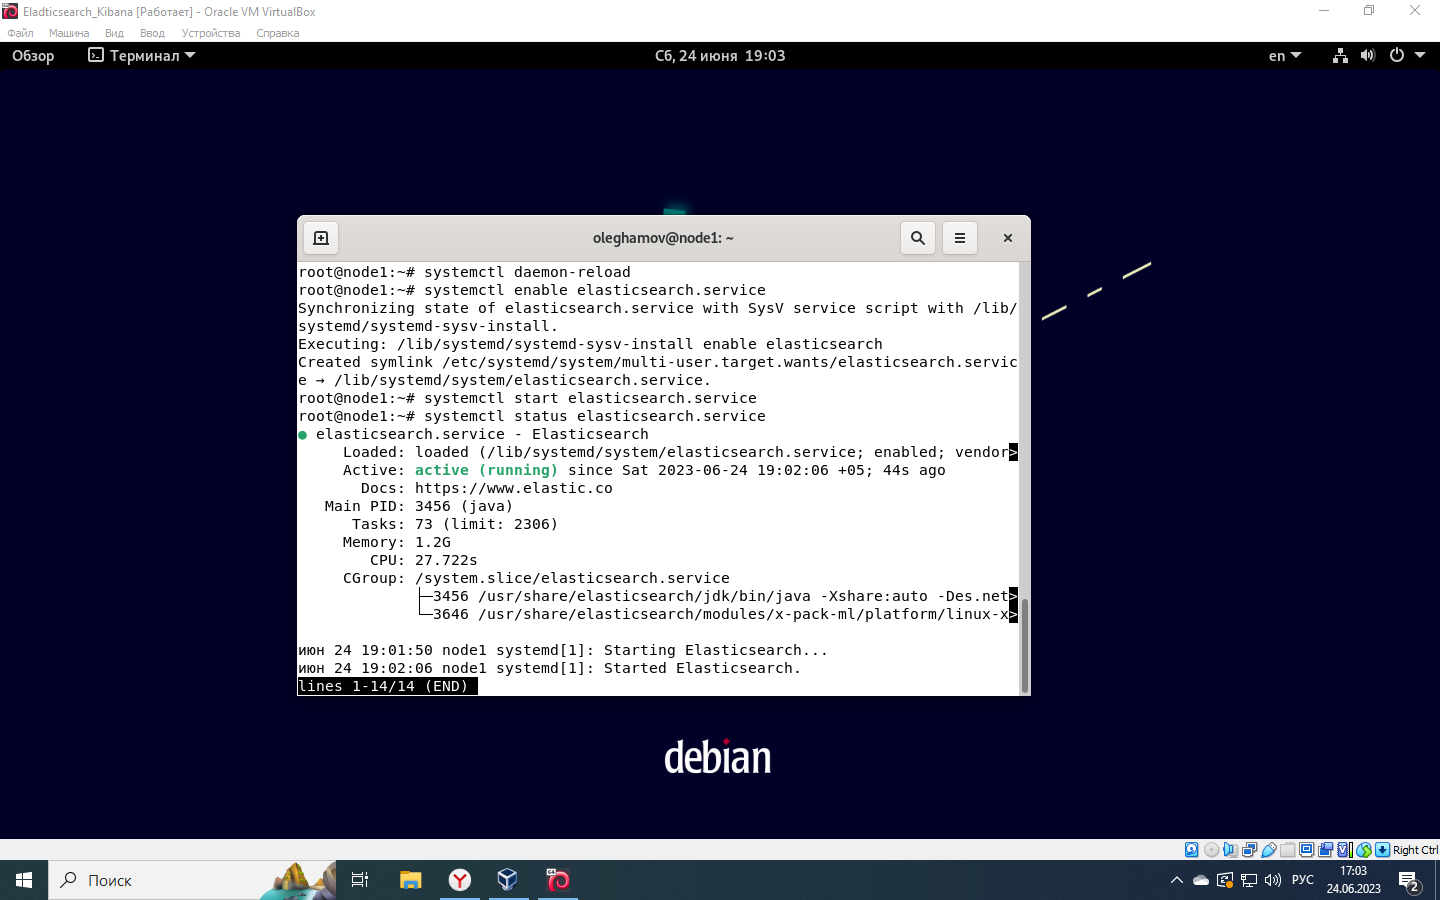 Eladticsearch_Kibana [Работает] - Oracle VM VirtualBox
Файл Машина Вид Ввод Устройства Справка
Обзор Терминал Сб, 24 июня 19:03 en
oleghamov@node1: ~
root@node1:~# systemctl daemon-reload
root@node1:~# systemctl enable elasticsearch.service
Synchronizing state of elasticsearch.service with SysV service script with /lib/
systemd/systemd-sysv-install.
Executing: /lib/systemd/systemd-sysv-install enable elasticsearch
Created symlink /etc/systemd/system/multi-user.target.wants/elasticsearch.servic
e → /lib/systemd/system/elasticsearch.service.
root@node1:~# systemctl start elasticsearch.service
root@node1:~# systemctl status elasticsearch.service
● elasticsearch.service - Elasticsearch
Loaded: loaded (/lib/systemd/system/elasticsearch.service; enabled; vendor>
Active: active (running) since Sat 2023-06-24 19:02:06 +05; 44s ago
Docs: https://www.elastic.co
Main PID: 3456 (java)
Tasks: 73 (limit: 2306)
Memory: 1.2G
CPU: 27.722s
CGroup: /system.slice/elasticsearch.service
├─3456 /usr/share/elasticsearch/jdk/bin/java -Xshare:auto -Des.net>
└─3646 /usr/share/elasticsearch/modules/x-pack-ml/platform/linux-x>
июн 24 19:01:50 node1 systemd[1]: Starting Elasticsearch...
июн 24 19:02:06 node1 systemd[1]: Started Elasticsearch.
lines 1-14/14 (END)
debian
Right Ctrl
Поиск
РУС
17:03
24.06.2023
2